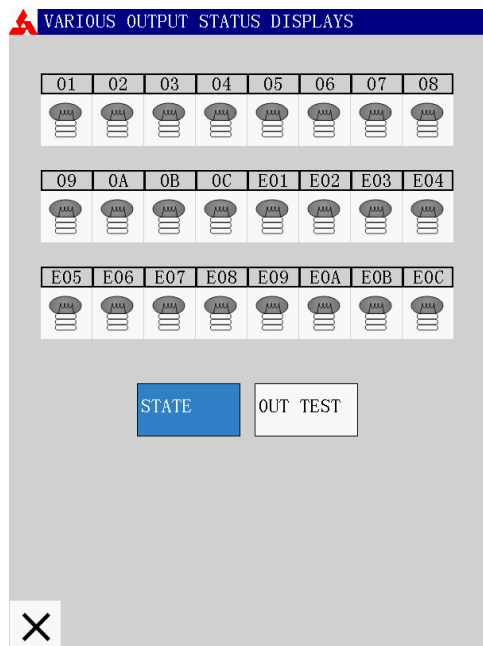 VARIOUS OUTPUT STATUS DISPLAYS
01 02 03 04 05 06 07 08
09 0A 0B 0C E01 E02 E03 E04
E05 E06 E07 E08 E09 E0A E0B E0C
STATE OUT TEST